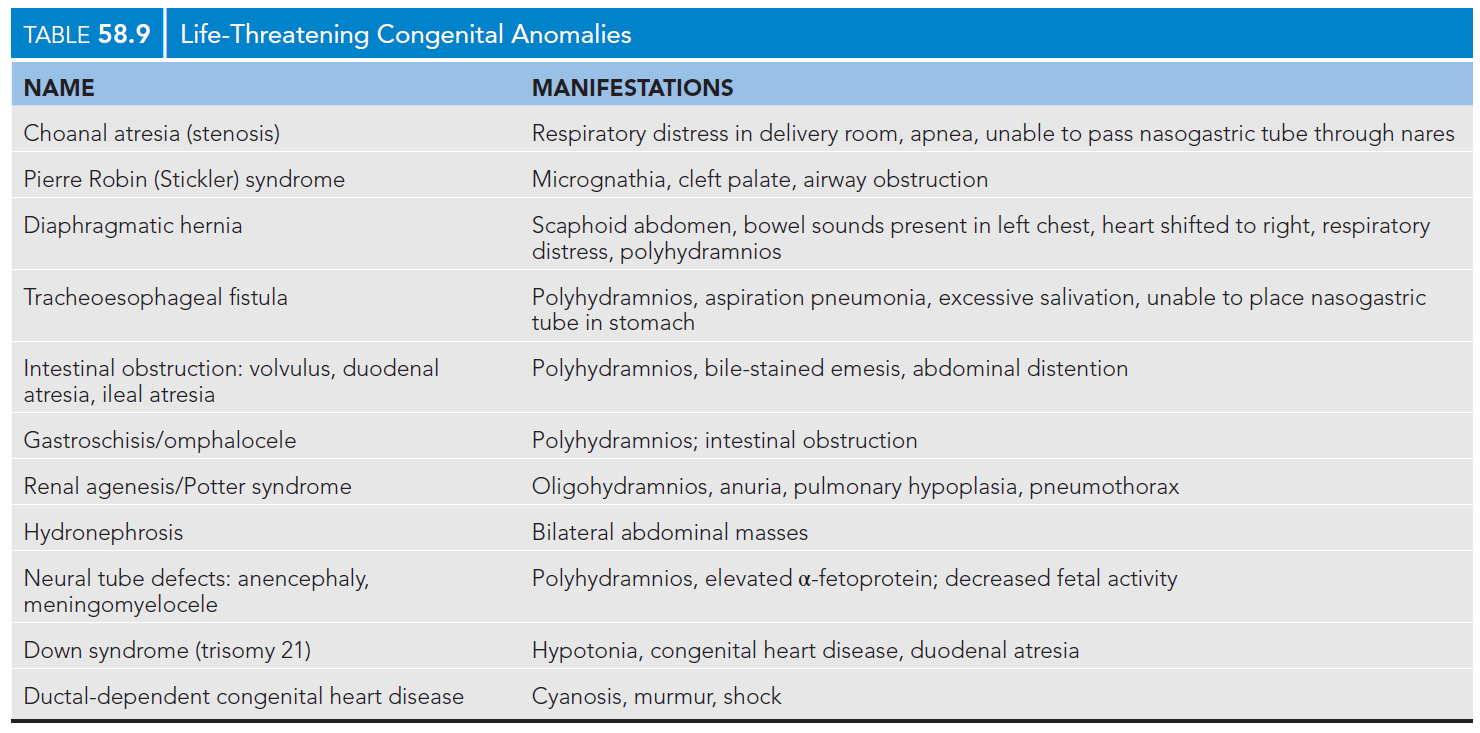 TABLE 58.9 Life-Threatening Congenital Anomalies
NAME MANIFESTATIONS
Choanal atresia (stenosis) Respiratory distress in delivery room, apnea, unable to pass nasogastric tube through nares
Pierre Robin (Stickler) syndrome Micrognathia, cleft palate, airway obstruction
Diaphragmatic hernia Scaphoid abdomen, bowel sounds present in left chest, heart shifted to right, respiratory
distress, polyhydramnios
Tracheoesophageal fistula Polyhydramnios, aspiration pneumonia, excessive salivation, unable to place nasogastric
tube in stomach
Intestinal obstruction: volvulus, duodenal Polyhydramnios, bile-stained emesis, abdominal distention
atresia, ileal atresia
Gastroschisis/omphalocele Polyhydramnios; intestinal obstruction
Renal agenesis/Potter syndrome Oligohydramnios, anuria, pulmonary hypoplasia, pneumothorax
Hydronephrosis Bilateral abdominal masses
Neural tube defects: anencephaly, Polyhydramnios, elevated α-fetoprotein; decreased fetal activity
meningomyelocele
Down syndrome (trisomy 21) Hypotonia, congenital heart disease, duodenal atresia
Ductal-dependent congenital heart disease Cyanosis, murmur, shock